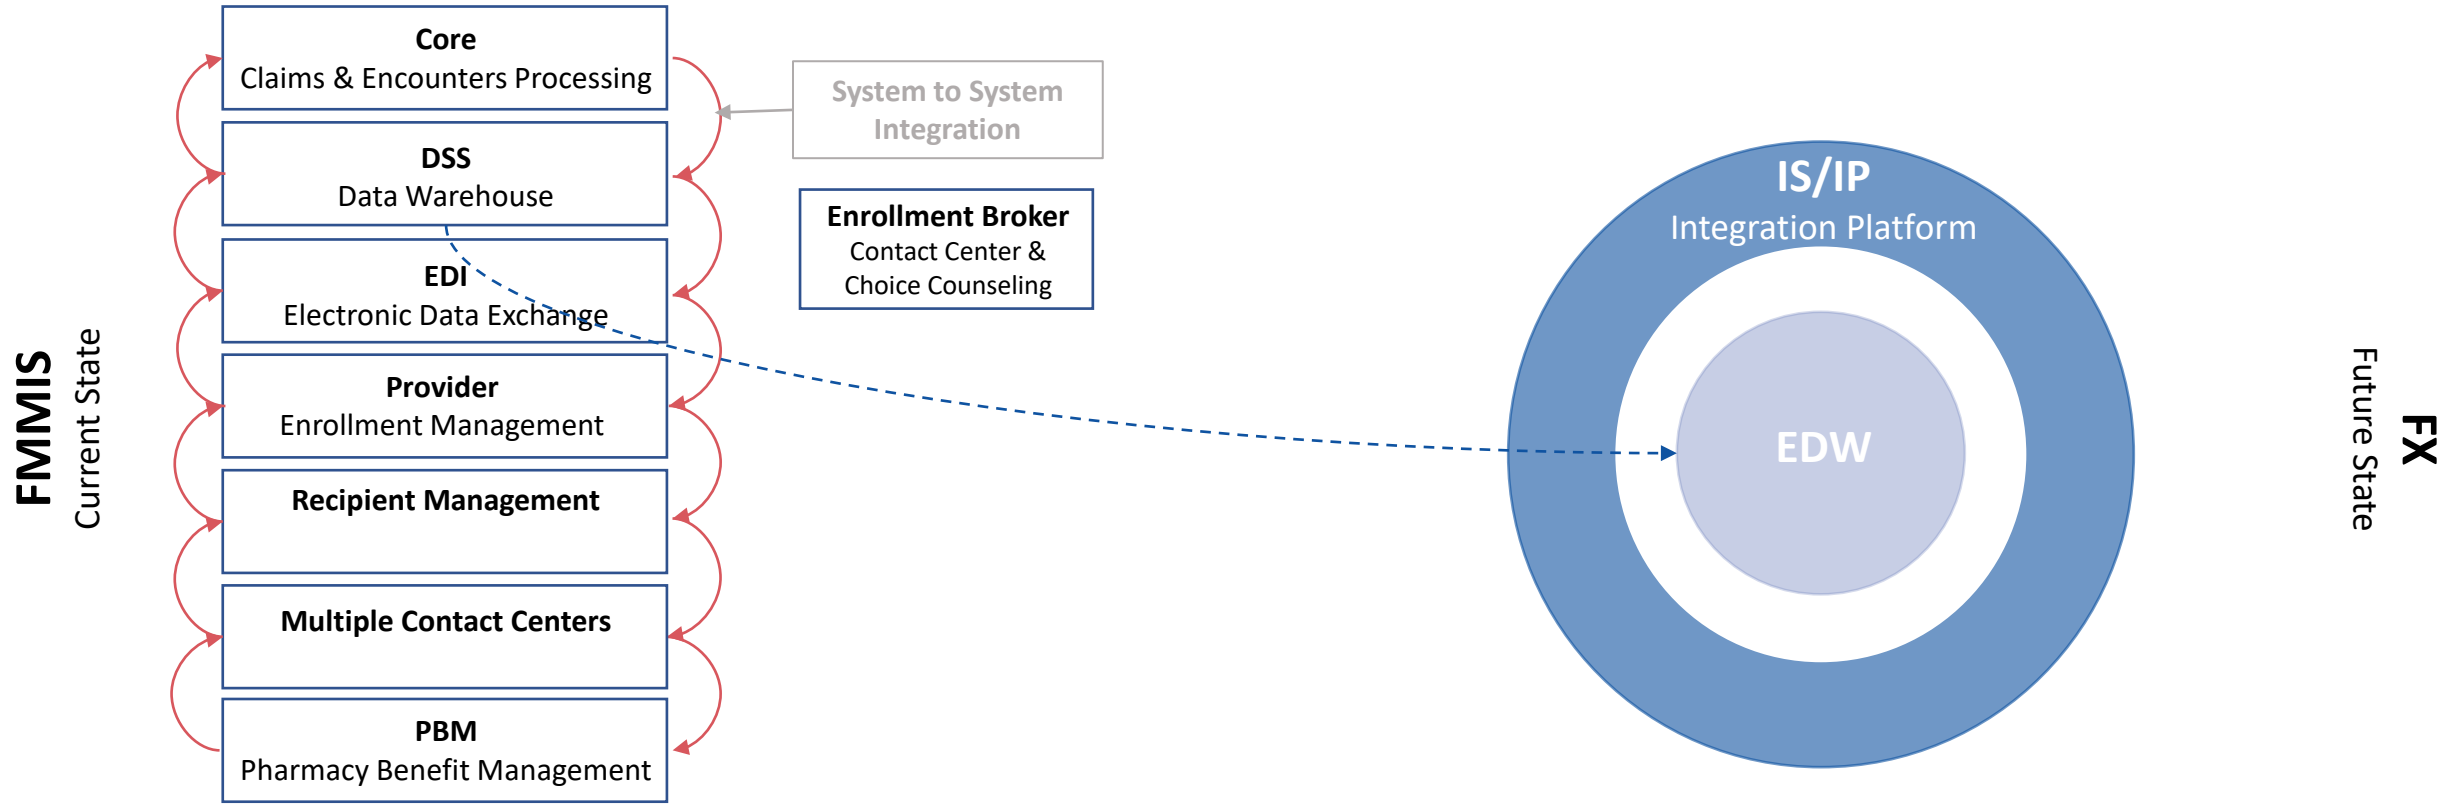 FMMIS
Current State
Core
Claims & Encounters Processing
DSS
Data Warehouse
EDI
Electronic Data Exchange
Provider
Enrollment Management
Recipient Management
Multiple Contact Centers
PBM
Pharmacy Benefit Management
System to System
Integration
Enrollment Broker
Contact Center &
Choice Counseling
IS/IP
Integration Platform
EDW
FX
Future State